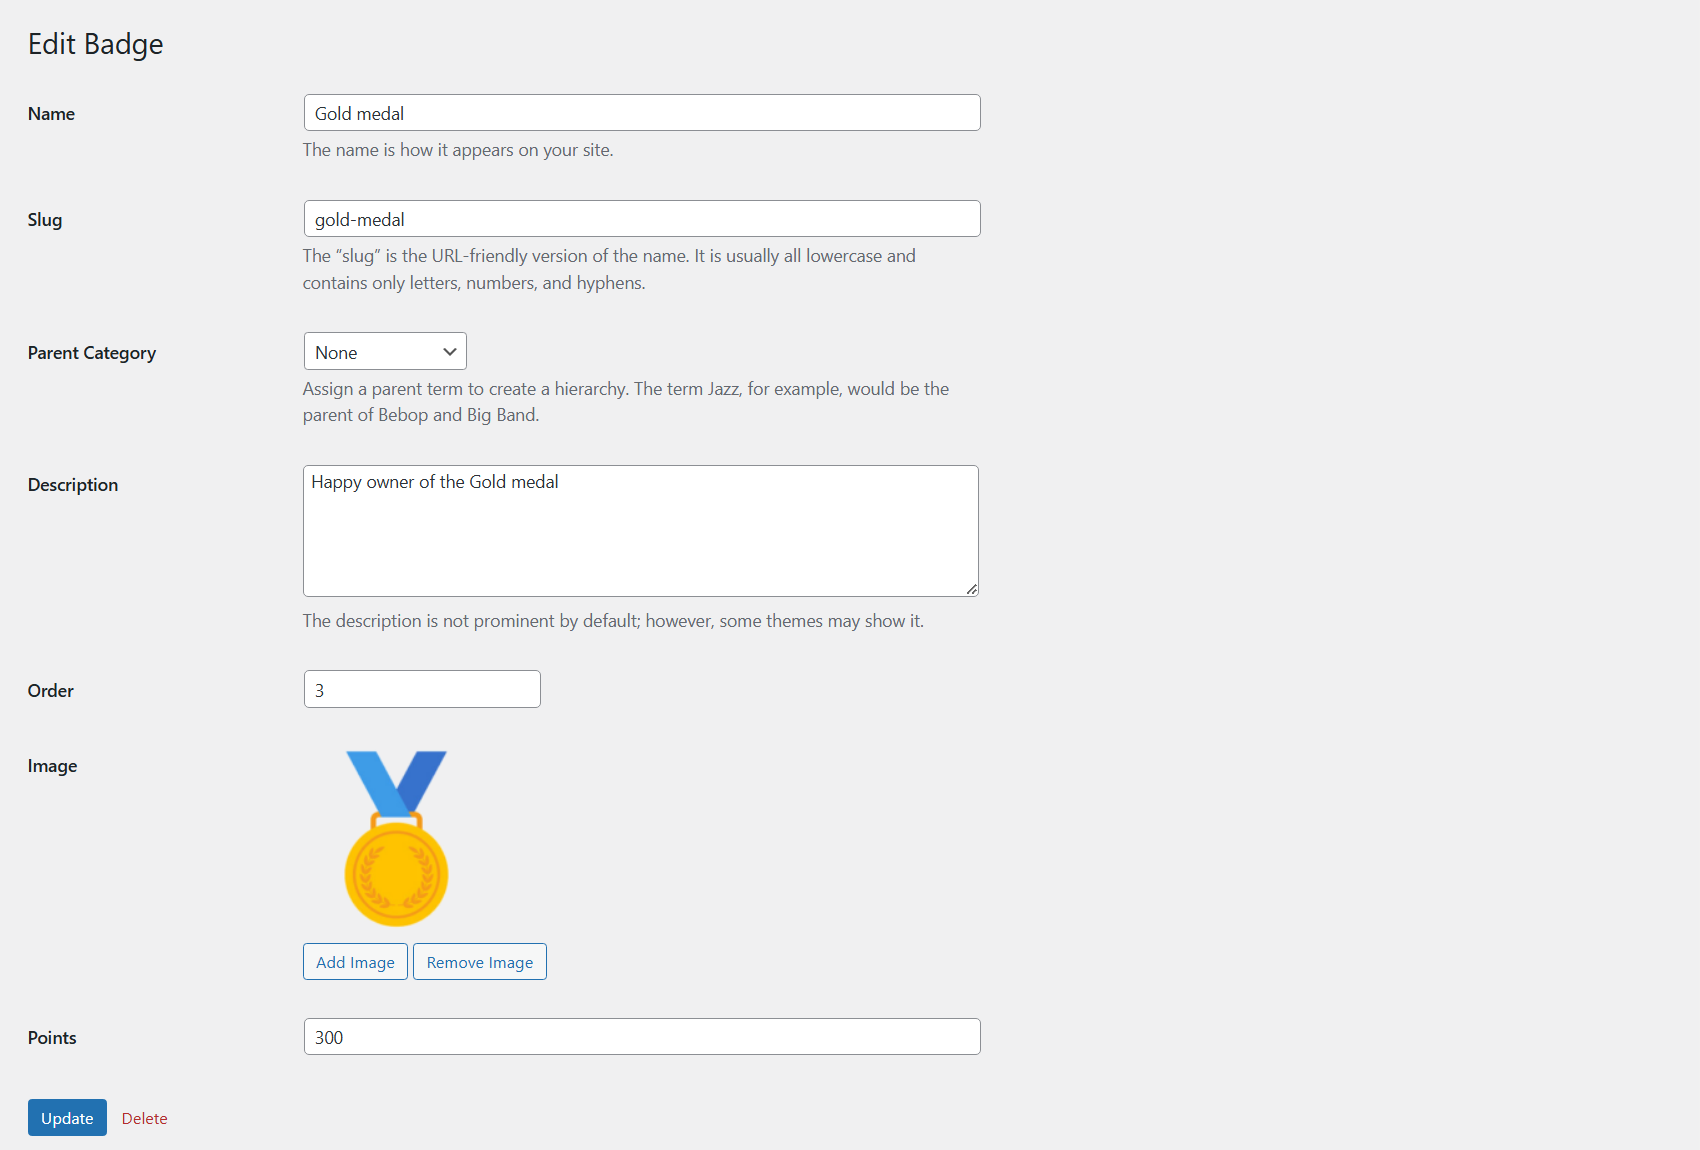 Edit Badge
Name
Gold medal
The name is how it appears on your site.
Slug
gold-medal
The “slug” is the URL-friendly version of the name. It is usually all lowercase and
contains only letters, numbers, and hyphens.
Parent Category
None
Assign a parent term to create a hierarchy. The term Jazz, for example, would be the
parent of Bebop and Big Band.
Description
Happy owner of the Gold medal
The description is not prominent by default; however, some themes may show it.
Order
3
Image
Add Image Remove Image
Points
300
Update Delete